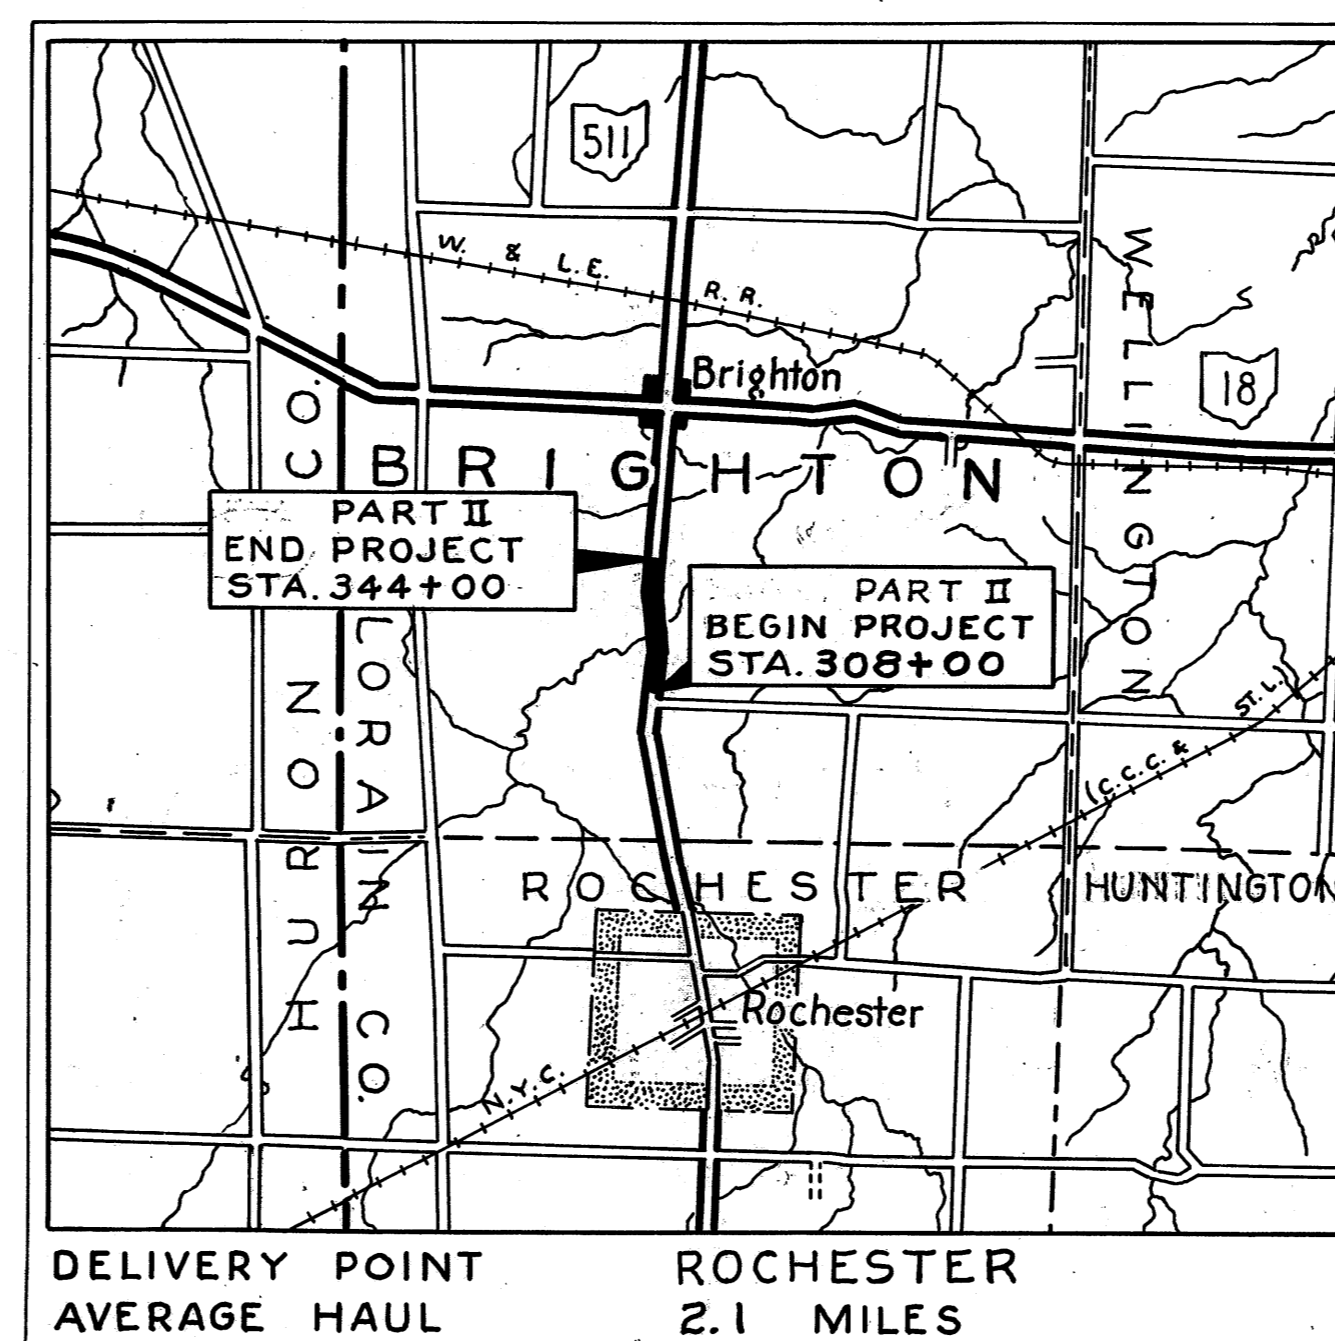 511
W. & L.E. R.R.
Brighton
18
WELLINGTON
BRIGHTON
PART II
END PROJECT
STA. 344+00
PART II
BEGIN PROJECT
STA. 308+00
HURON CO.
LORAIN CO.
(C.C.C. & ST. L.)
ROCHESTER
HUNTINGTON
Rochester
N.Y.C.
DELIVERY POINT ROCHESTER
AVERAGE HAUL 2.1 MILES